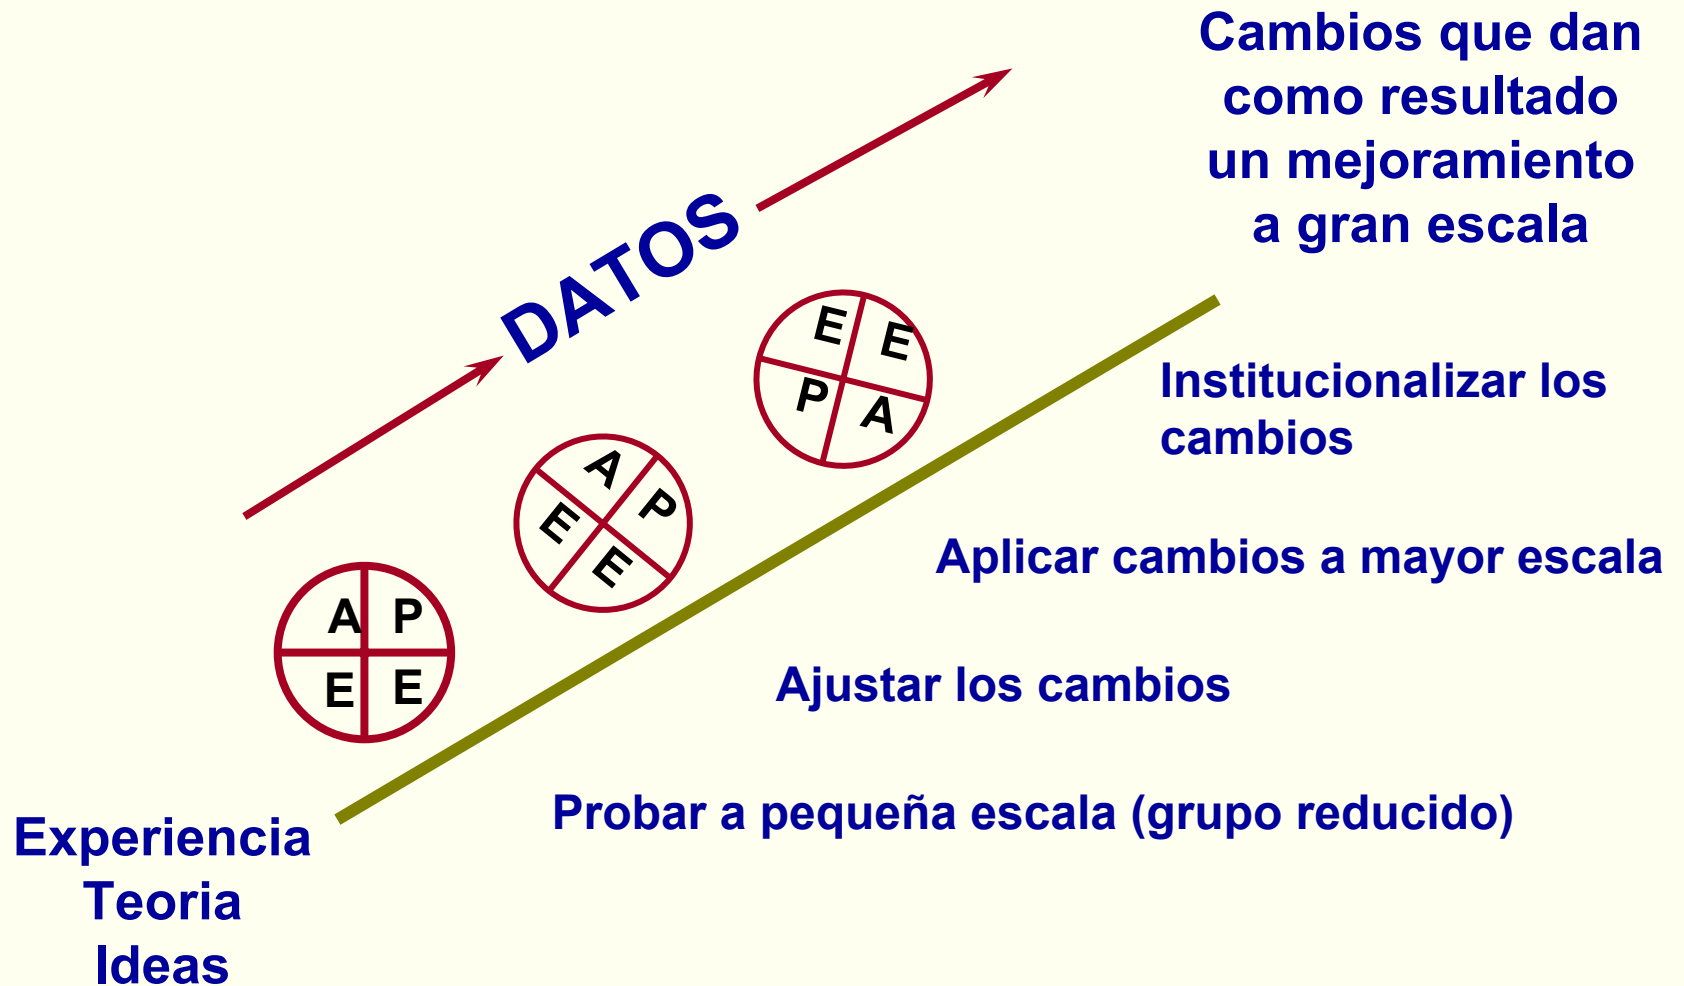 Cambios que dan
como resultado
un mejoramiento
a gran escala
DATOS
E E
P A
Institucionalizar los
cambios
A P
E E
Aplicar cambios a mayor escala
A P
E E
Ajustar los cambios
Probar a pequeña escala (grupo reducido)
Experiencia
Teoria
Ideas